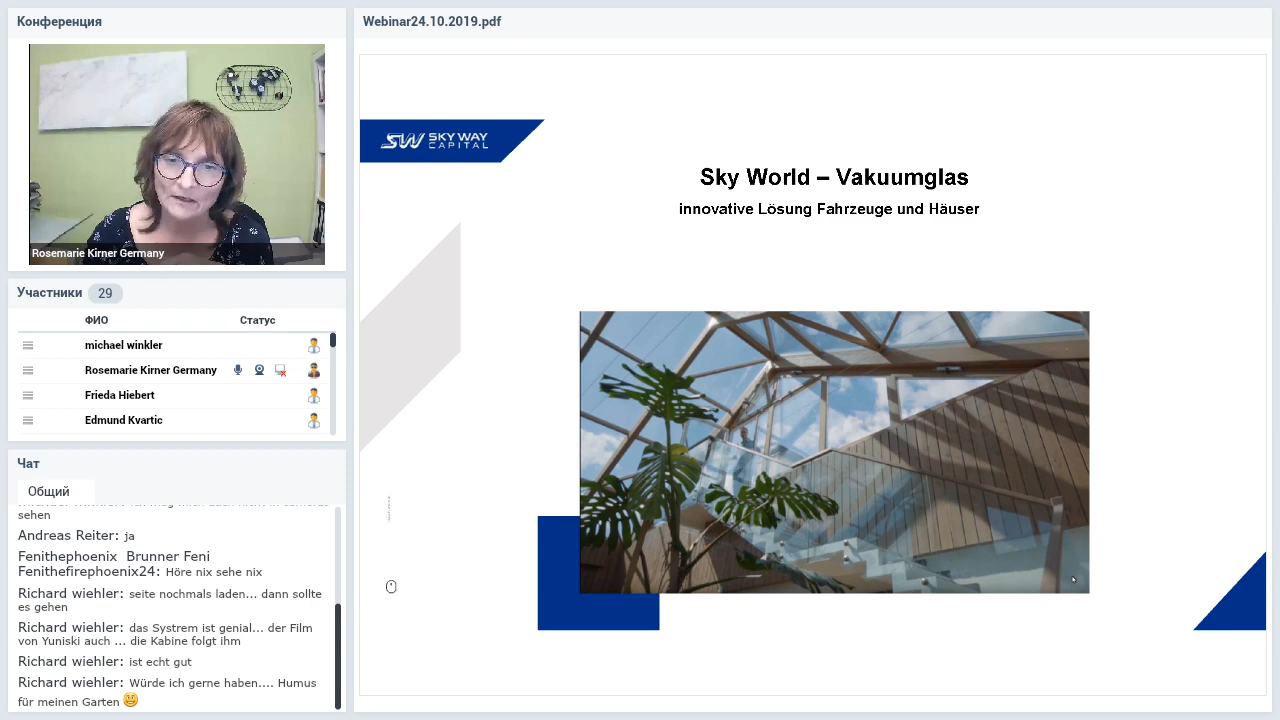 Конференция
Rosemarie Kirner Germany
Участники 29
ФИО Статус
michael winkler
Rosemarie Kirner Germany
Frieda Hiebert
Edmund Kvartic
Чат
Общий
sehen
Andreas Reiter: ja
Fenithephoenix Brunner Feni
Fenithefirephoenix24: Höre nix sehe nix
Richard wiehler: seite nochmals laden... dann sollte
es gehen
Richard wiehler: das Systrem ist genial... der Film
von Yuniski auch ... die Kabine folgt ihm
Richard wiehler: ist echt gut
Richard wiehler: Würde ich gerne haben.... Humus
für meinen Garten
Webinar24.10.2019.pdf
SW SKYWAY
CAPITAL
Sky World – Vakuumglas
innovative Lösung Fahrzeuge und Häuser